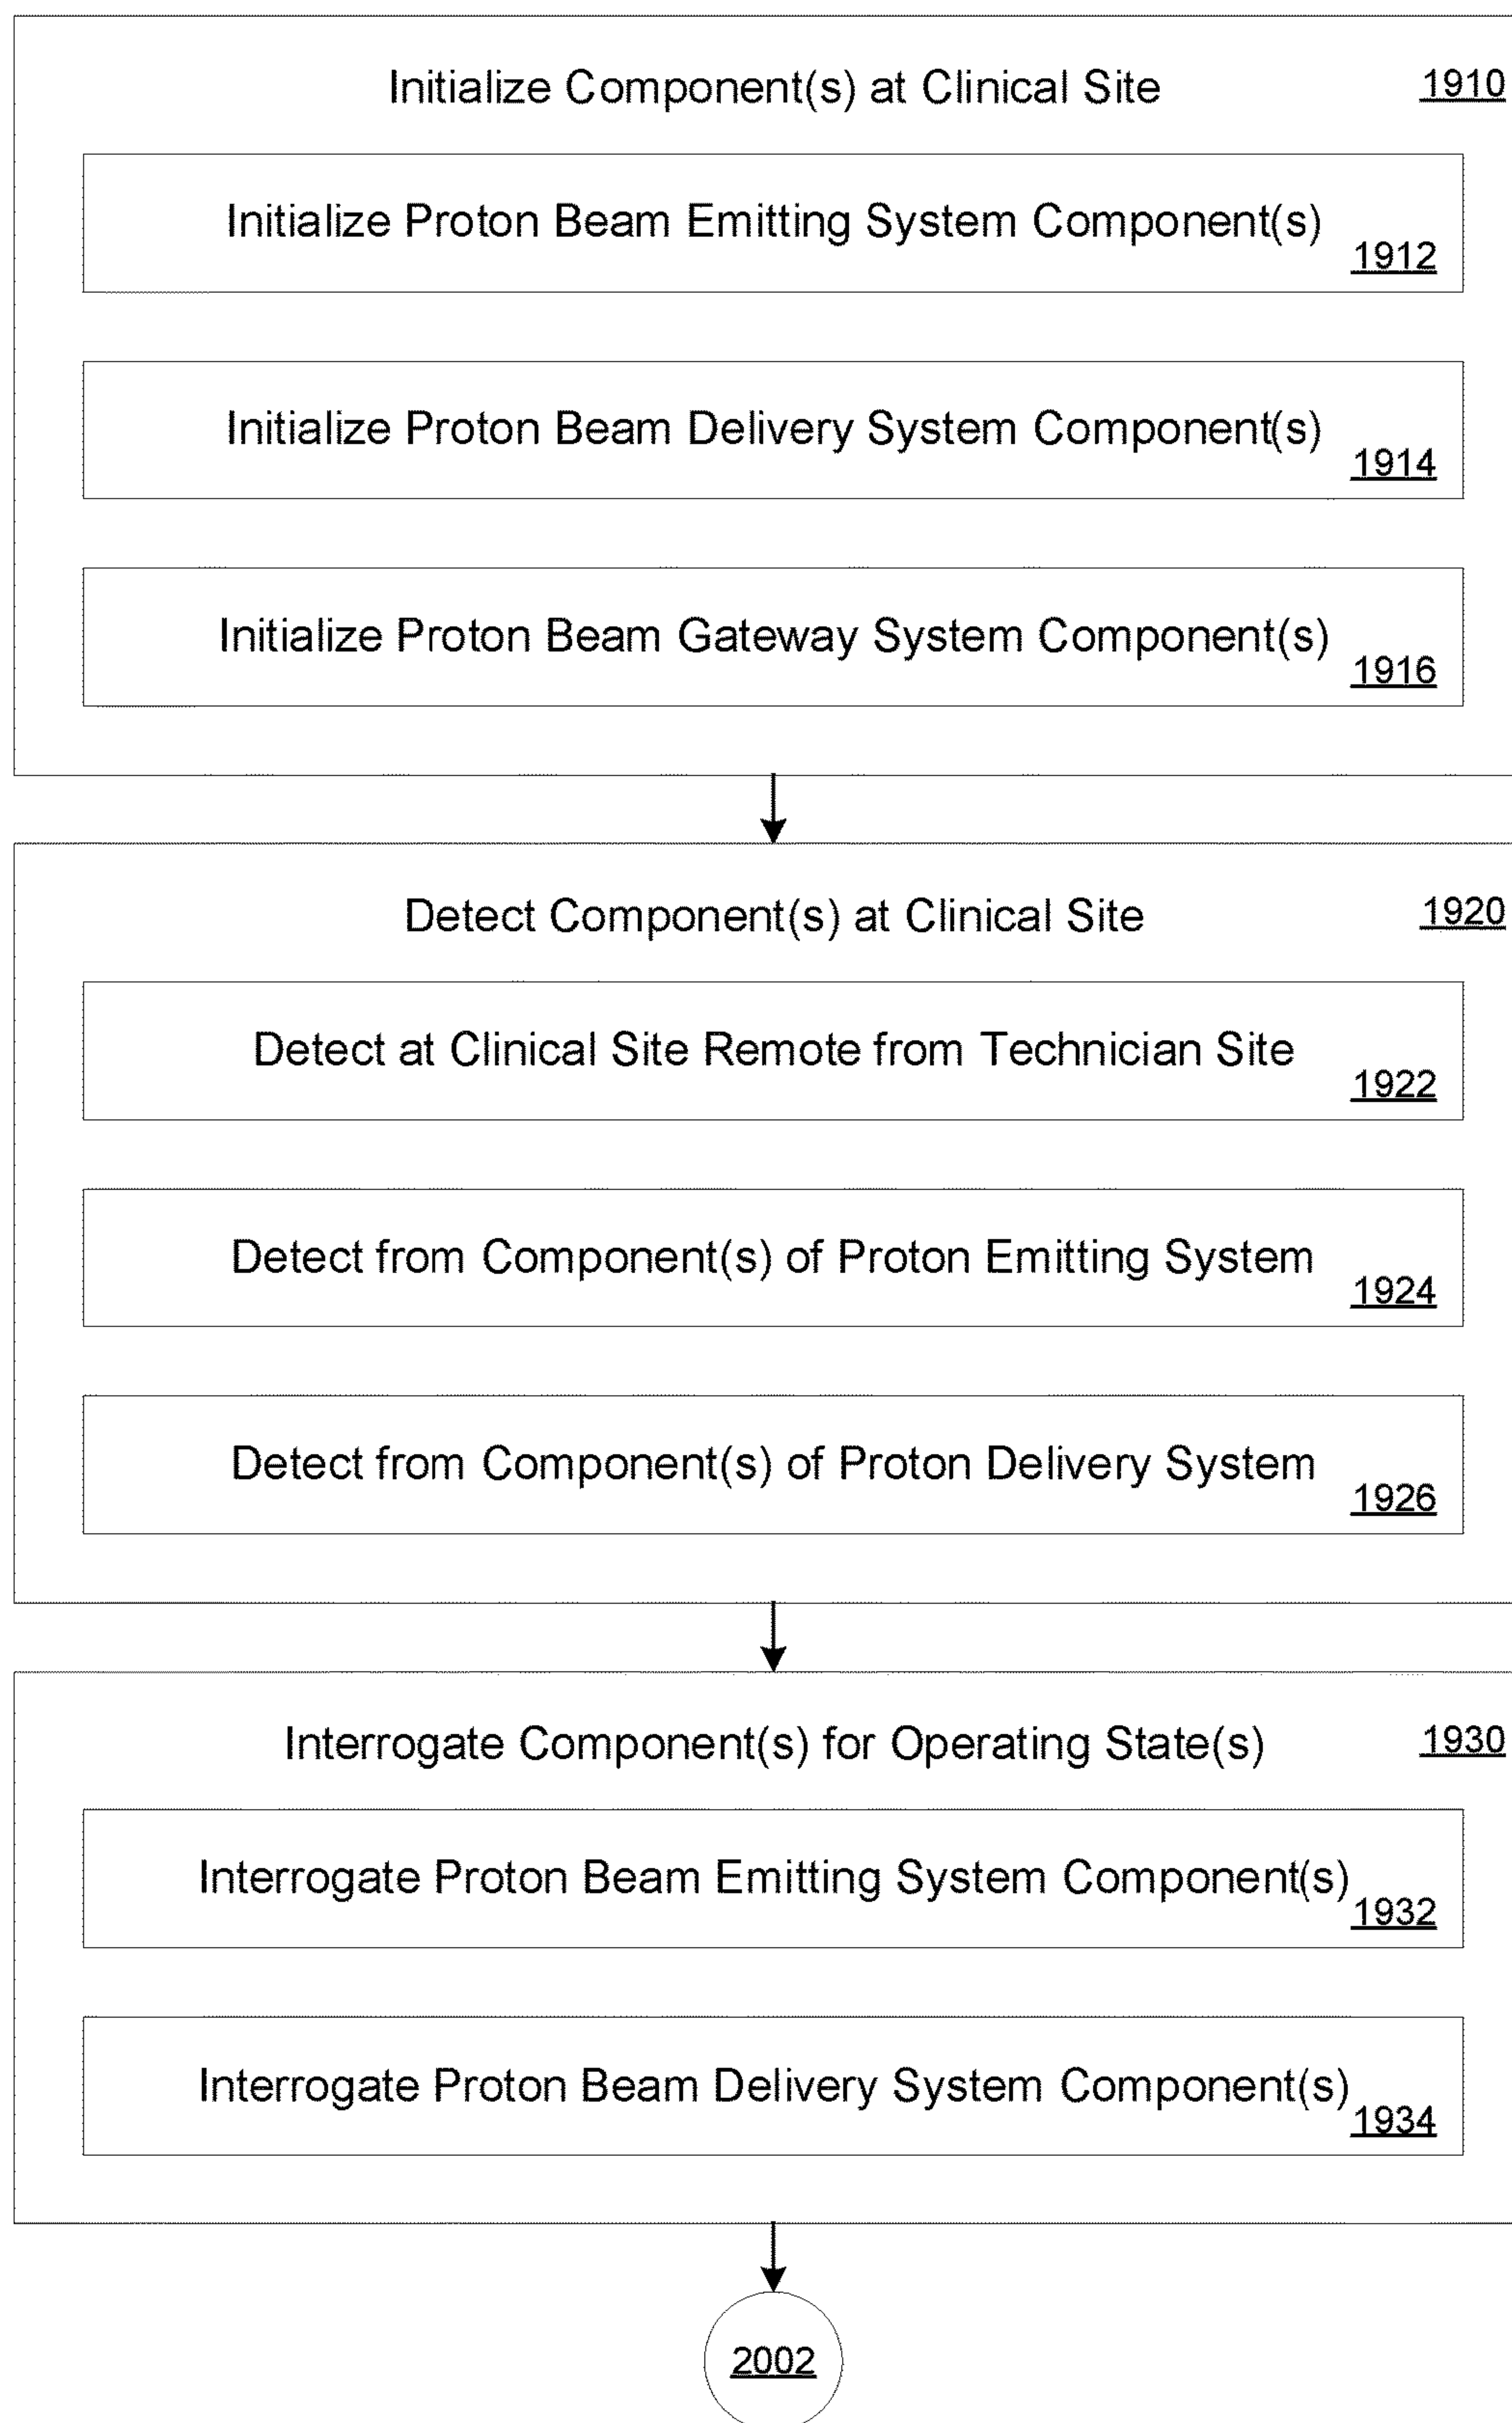 Initialize Component(s) at Clinical Site 1910
Initialize Proton Beam Emitting System Component(s)
1912
Initialize Proton Beam Delivery System Component(s)
1914
Initialize Proton Beam Gateway System Component(s)
1916
Detect Component(s) at Clinical Site 1920
Detect at Clinical Site Remote from Technician Site
1922
Detect from Component(s) of Proton Emitting System
1924
Detect from Component(s) of Proton Delivery System
1926
Interrogate Component(s) for Operating State(s) 1930
Interrogate Proton Beam Emitting System Component(s)
1932
Interrogate Proton Beam Delivery System Component(s)
1934
2002